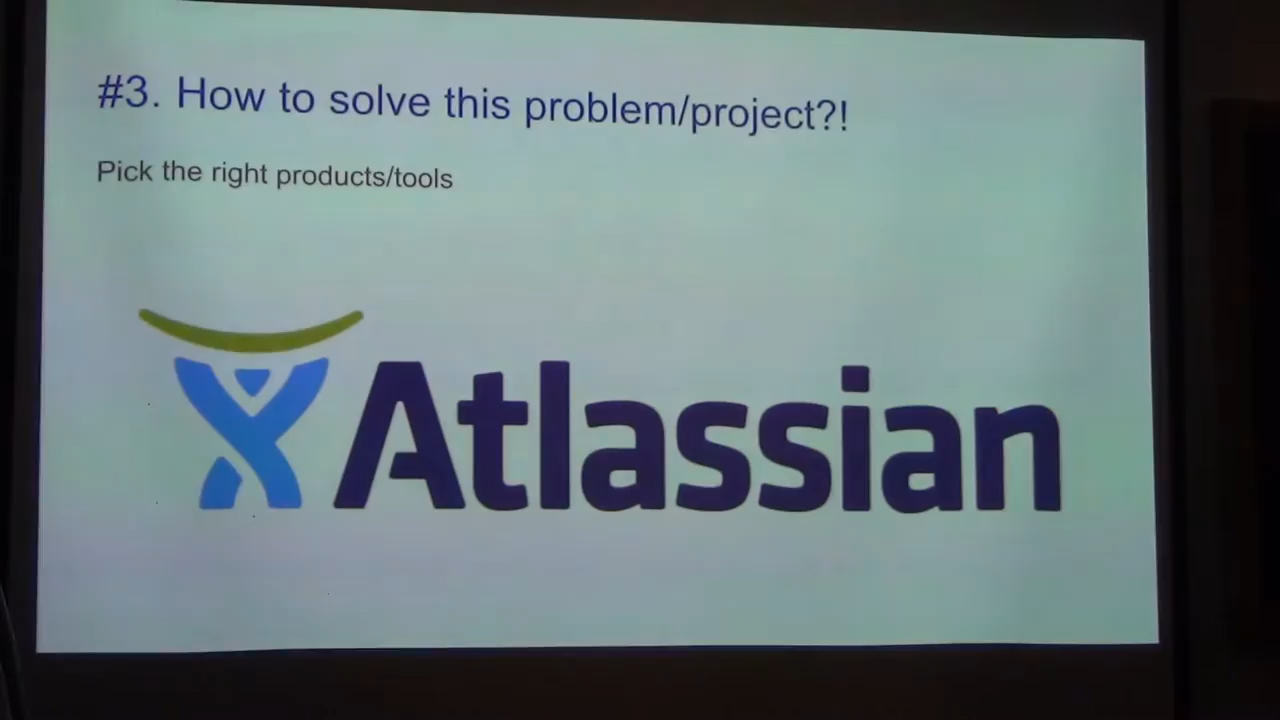 #3. How to solve this problem/project?!
Pick the right products/tools
Atlassian